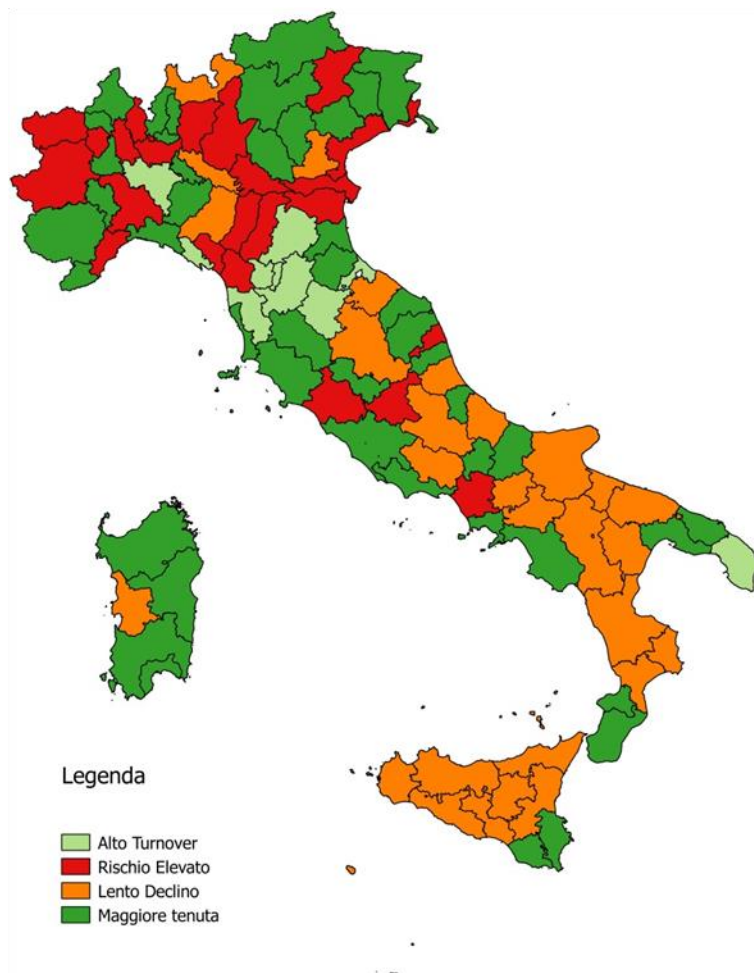 Legenda
Alto Turnover
Rischio Elevato
Lento Declino
Maggiore tenuta